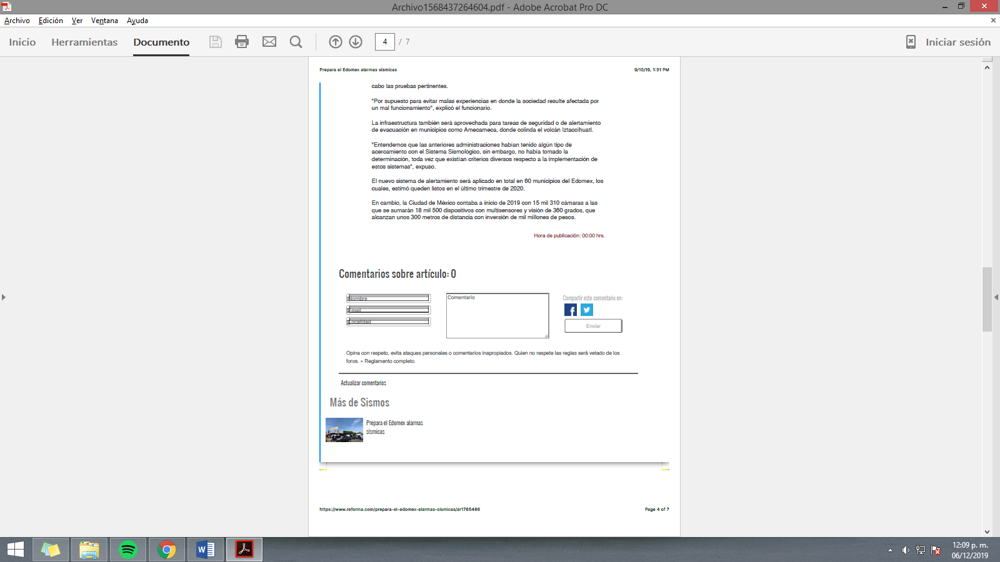 Archivo1568437264604.pdf - Adobe Acrobat Pro DC
Archivo Edición Ver Ventana Ayuda
Inicio Herramientas Documento 4 / 7 Iniciar sesión
Prepara el Edomex alarmas sísmicas 9/10/19, 1:31 PM
cabo las pruebas pertinentes.
"Por supuesto para evitar malas experiencias en donde la sociedad resulte afectada por
un mal funcionamiento", explicó el funcionario.
La infraestructura también será aprovechada para tareas de seguridad o de alertamiento
de evacuación en municipios como Amecameca, donde colinda el volcán Iztaccíhuatl.
"Entendemos que las anteriores administraciones habían tenido algún tipo de
acercamiento con el Sistema Sismológico, sin embargo, no había tomado la
determinación, toda vez que existían criterios diversos respecto a la implementación de
estos sistemas", expuso.
El nuevo sistema de alertamiento será aplicado en total en 60 municipios del Edomex, los
cuales, estimó queden listos en el último trimestre de 2020.
En cambio, la Ciudad de México contaba a inicio de 2019 con 15 mil 310 cámaras a las
que se sumarán 18 mil 500 dispositivos con multisensores y visión de 360 grados, que
alcanzan unos 300 metros de distancia con inversión de mil millones de pesos.
Hora de publicación: 00:00 hrs.
Comentarios sobre artículo: 0
Nombre
Email
Localidad
Comentario
Compartir este comentario en:
Enviar
Opina con respeto, evita ataques personales o comentarios inapropiados. Quien no respete las reglas será vetado de los
foros. » Reglamento completo.
Actualizar comentarios
Más de Sismos
Prepara el Edomex alarmas
sísmicas
https://www.reforma.com/prepara-el-edomex-alarmas-sismicas/ar1765486 Page 4 of 7
12:09 p. m.
06/12/2019